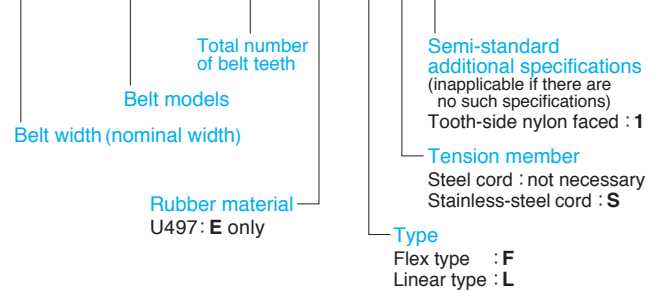 Total number
of belt teeth
Semi-standard
additional specifications
(inapplicable if there are
no such specifications)
Tooth-side nylon faced : 1
Belt models
Belt width (nominal width)
Tension member
Steel cord : not necessary
Stainless-steel cord : S
Rubber material
U497: E only
Type
Flex type : F
Linear type : L